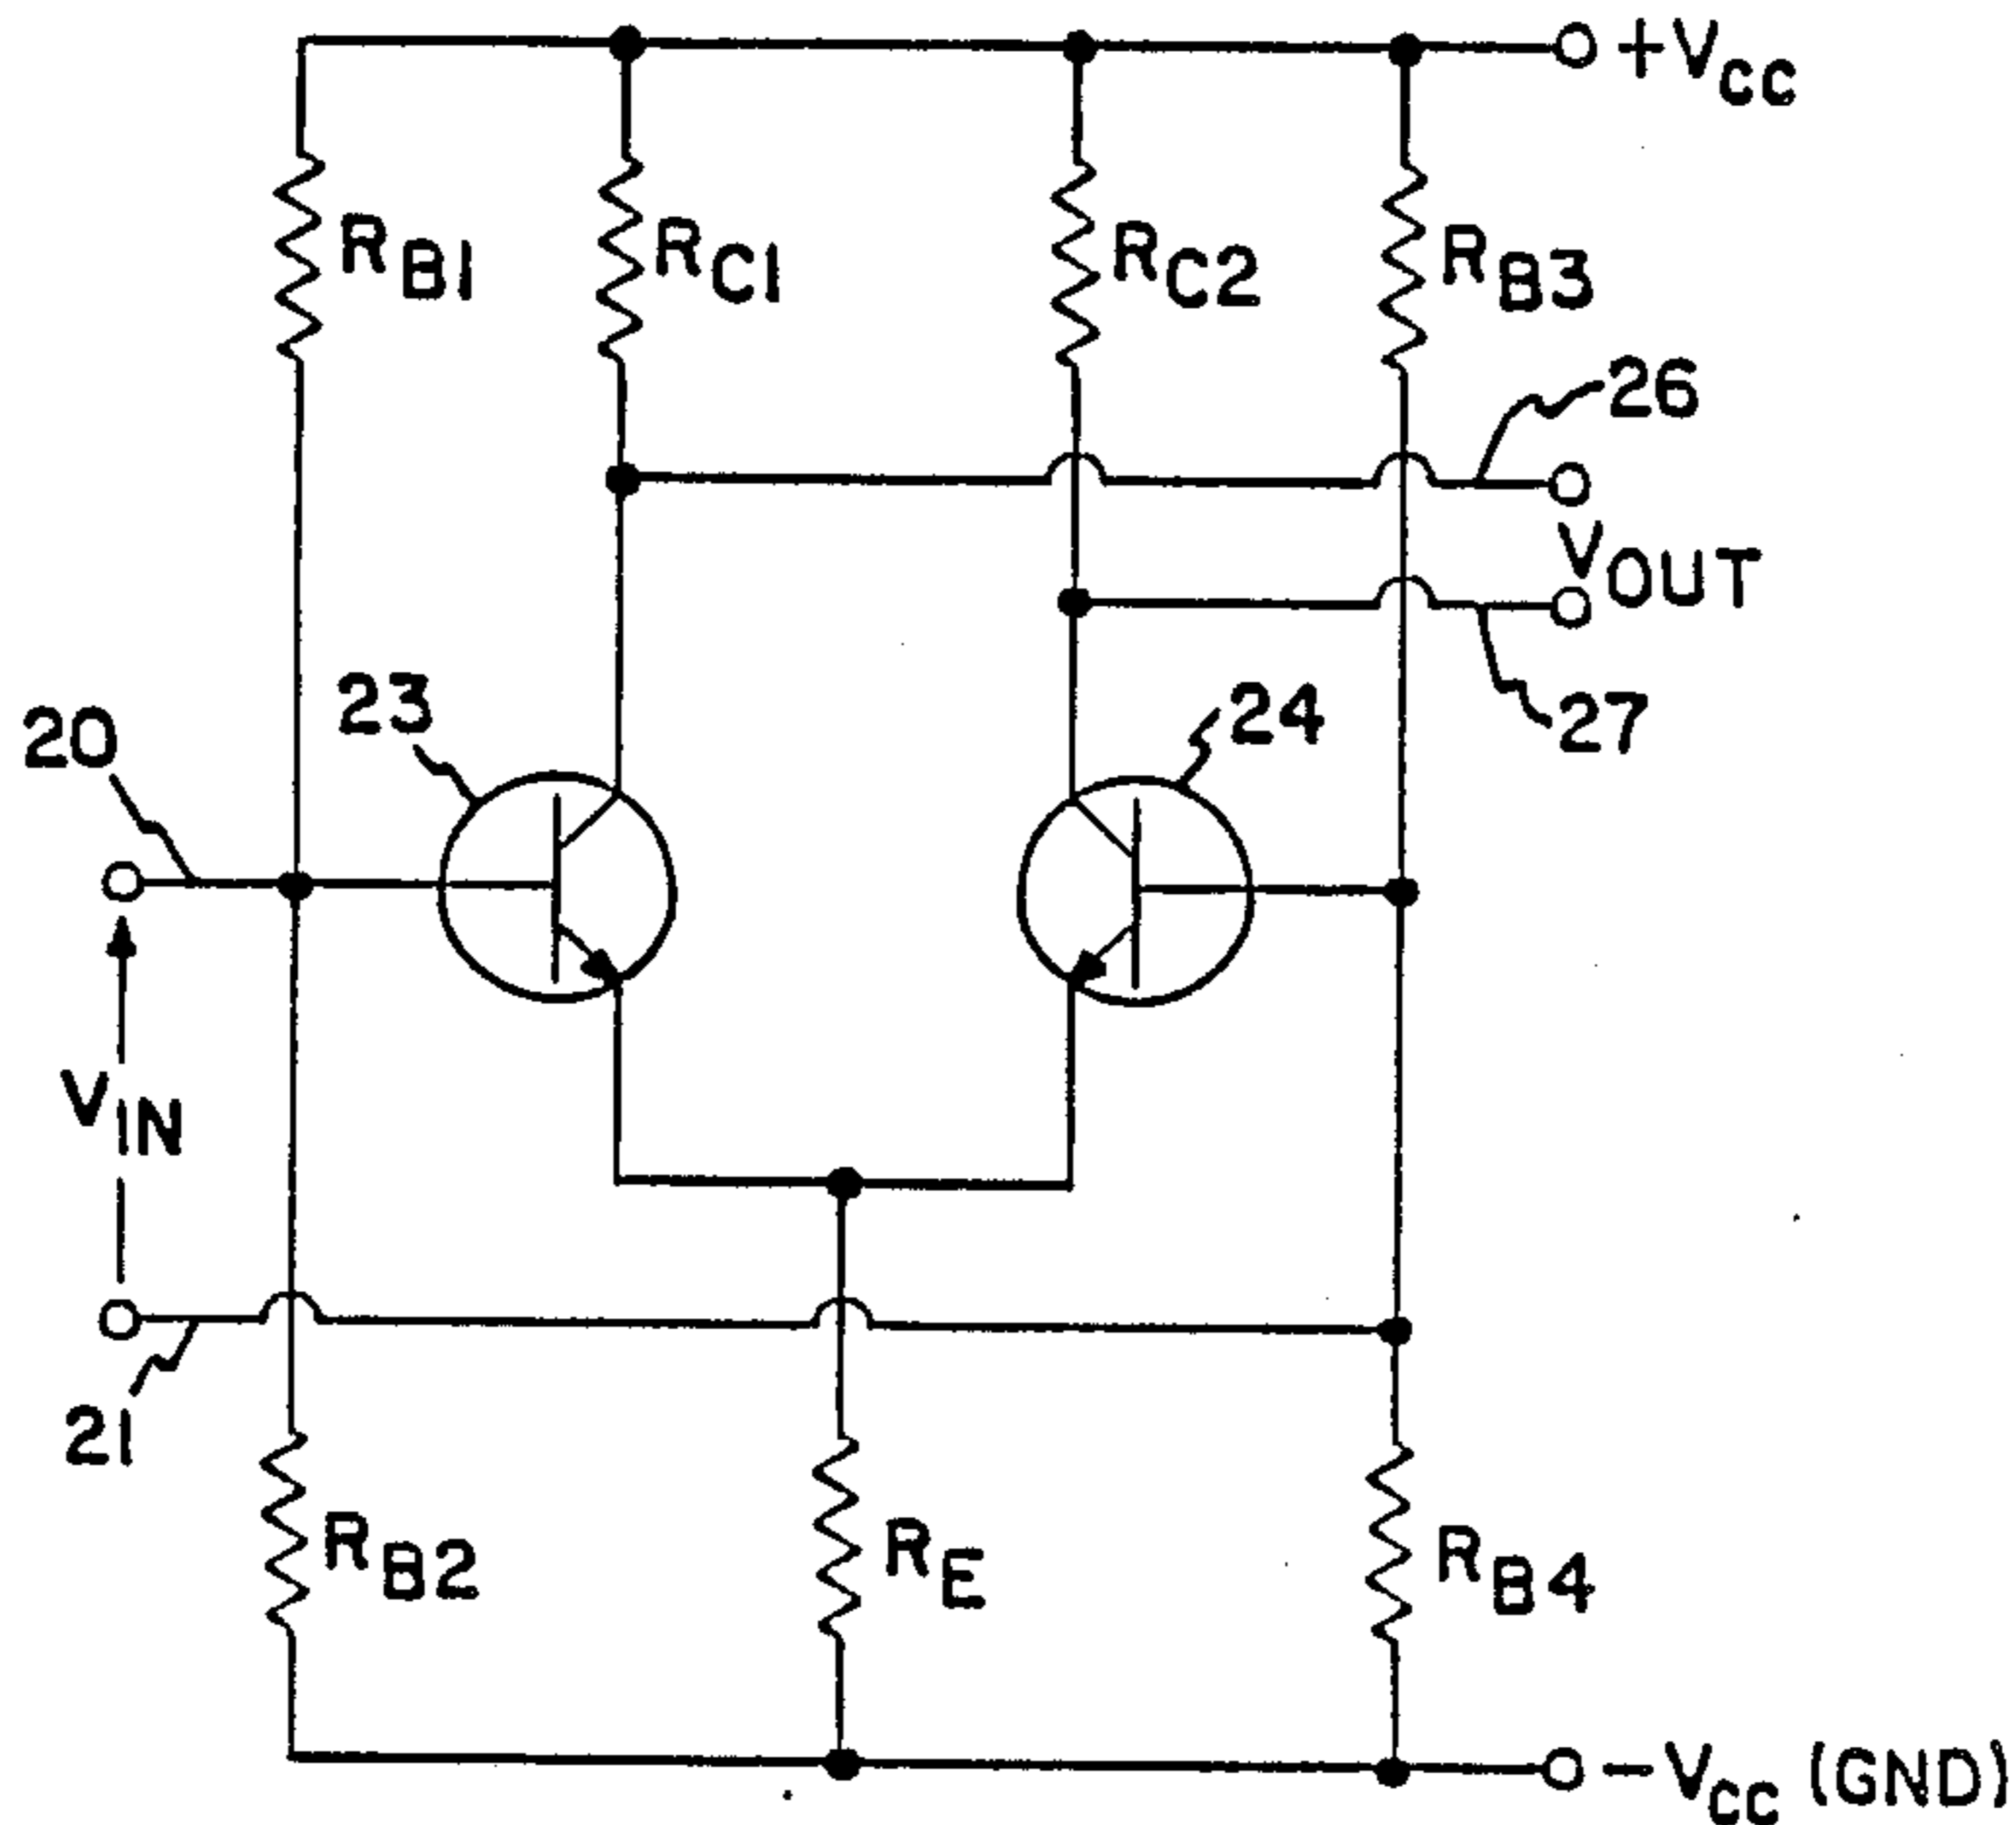 +VCC
RB1
RC1
RC2
RB3
26
VOUT
27
23
24
20
VIN
21
RB2
RE
RB4
-VCC (GND)